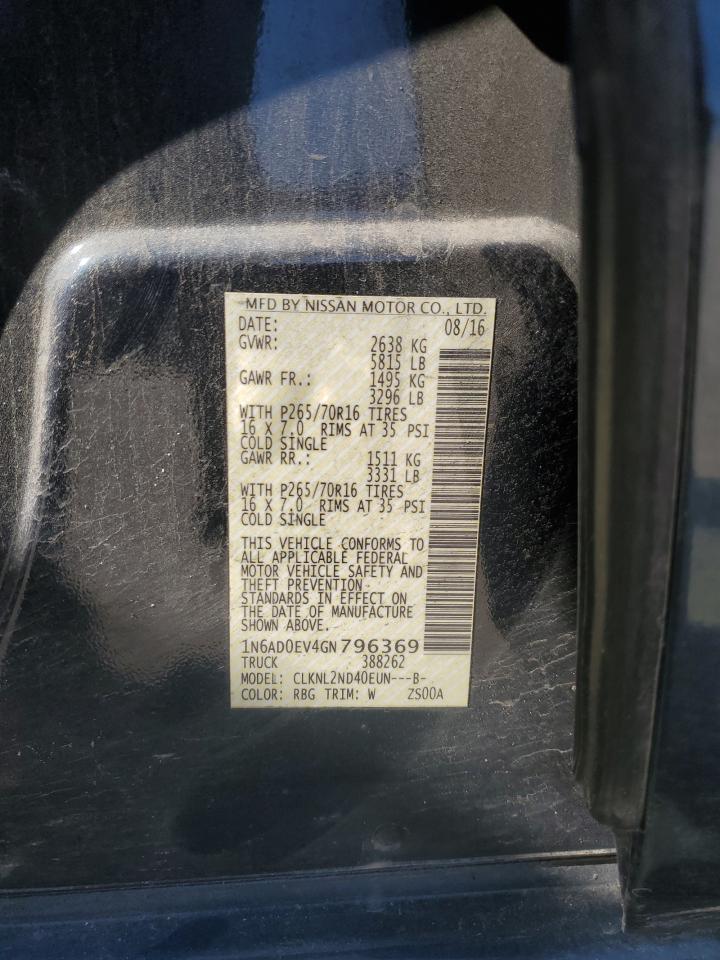 MFD BY NISSAN MOTOR CO., LTD.
DATE: 08/16
GVWR: 2638 KG
5815 LB
GAWR FR.: 1495 KG
3296 LB
WITH P265/70R16 TIRES
16 X 7.0 RIMS AT 35 PSI
COLD SINGLE
GAWR RR.: 1511 KG
3331 LB
WITH P265/70R16 TIRES
16 X 7.0 RIMS AT 35 PSI
COLD SINGLE
THIS VEHICLE CONFORMS TO
ALL APPLICABLE FEDERAL
MOTOR VEHICLE SAFETY AND
THEFT PREVENTION
STANDARDS IN EFFECT ON
THE DATE OF MANUFACTURE
SHOWN ABOVE.
1N6AD0EV4GN796369
TRUCK 388262
MODEL: CLKNL2ND40EUN---B-
COLOR: RBG TRIM: W ZS00A